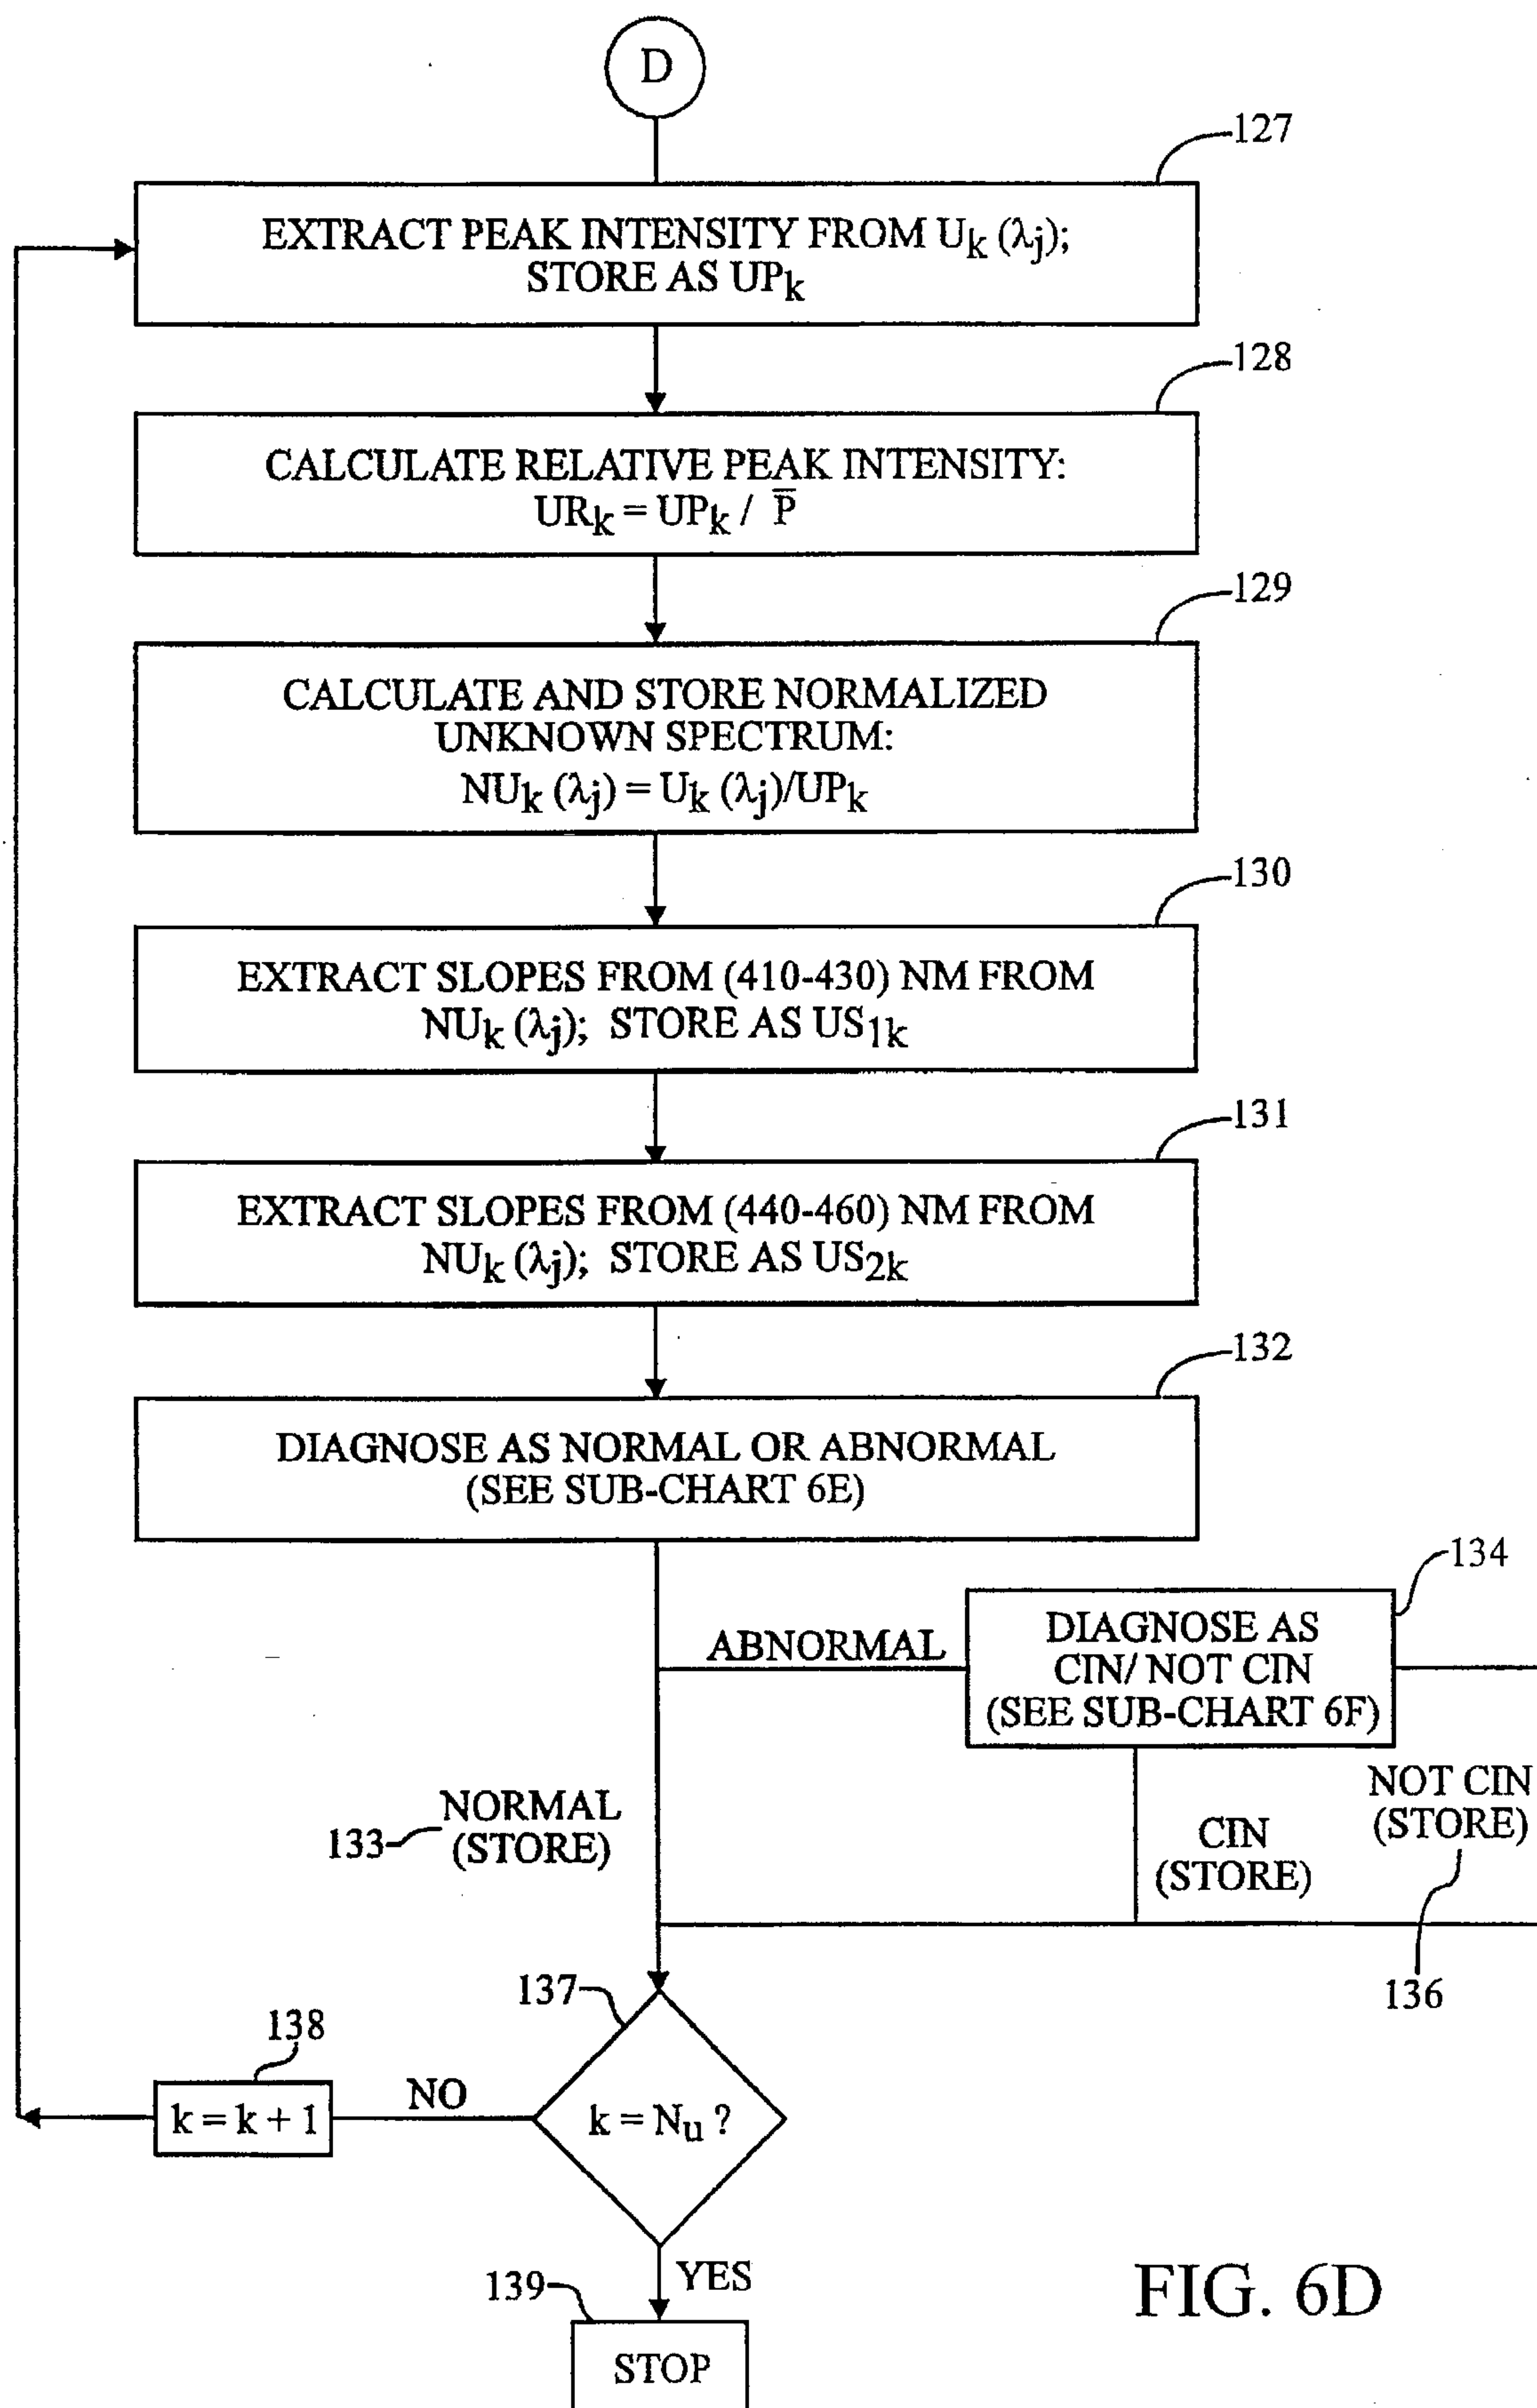 D
127
EXTRACT PEAK INTENSITY FROM Uk (λj);
STORE AS UPk
128
CALCULATE RELATIVE PEAK INTENSITY:
URk = UPk / P̅
129
CALCULATE AND STORE NORMALIZED
UNKNOWN SPECTRUM:
NUk (λj) = Uk (λj)/UPk
130
EXTRACT SLOPES FROM (410-430) NM FROM
NUk (λj); STORE AS US1k
131
EXTRACT SLOPES FROM (440-460) NM FROM
NUk (λj); STORE AS US2k
132
DIAGNOSE AS NORMAL OR ABNORMAL
(SEE SUB-CHART 6E)
134
ABNORMAL
DIAGNOSE AS
CIN/ NOT CIN
(SEE SUB-CHART 6F)
133
NORMAL
(STORE)
CIN
(STORE)
NOT CIN
(STORE)
136
137
138
k = k + 1
NO
k = Nu ?
YES
139
STOP
FIG. 6D